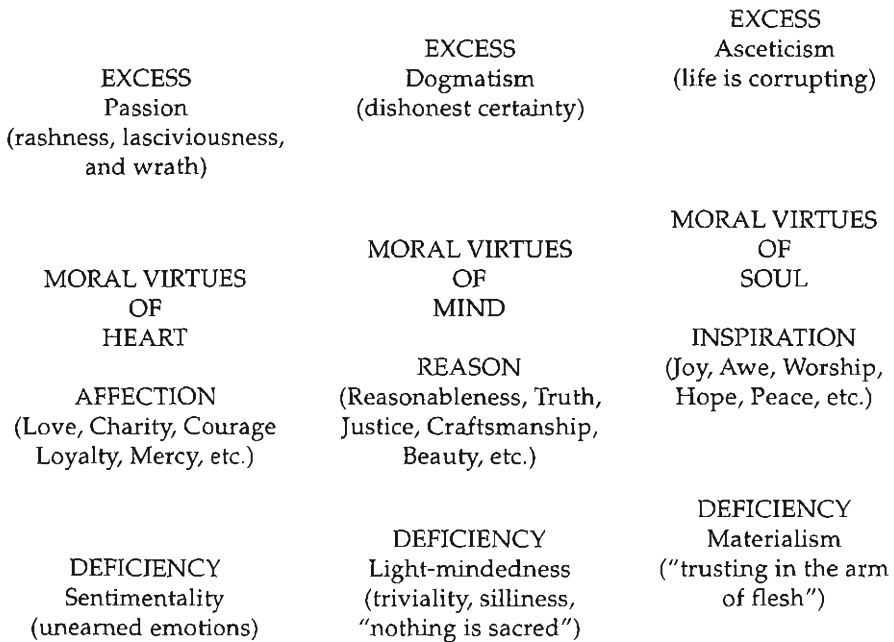 EXCESS
Passion
(rashness, lasciviousness,
and wrath)
MORAL VIRTUES
OF
HEART
AFFECTION
(Love, Charity, Courage
Loyalty, Mercy, etc.)
DEFICIENCY
Sentimentality
(unearned emotions)
EXCESS
Dogmatism
(dishonest certainty)
MORAL VIRTUES
OF
MIND
REASON
(Reasonableness, Truth,
Justice, Craftsmanship,
Beauty, etc.)
DEFICIENCY
Light-mindedness
(triviality, silliness,
"nothing is sacred")
EXCESS
Asceticism
(life is corrupting)
MORAL VIRTUES
OF
SOUL
INSPIRATION
(Joy, Awe, Worship,
Hope, Peace, etc.)
DEFICIENCY
Materialism
("trusting in the arm
of flesh")